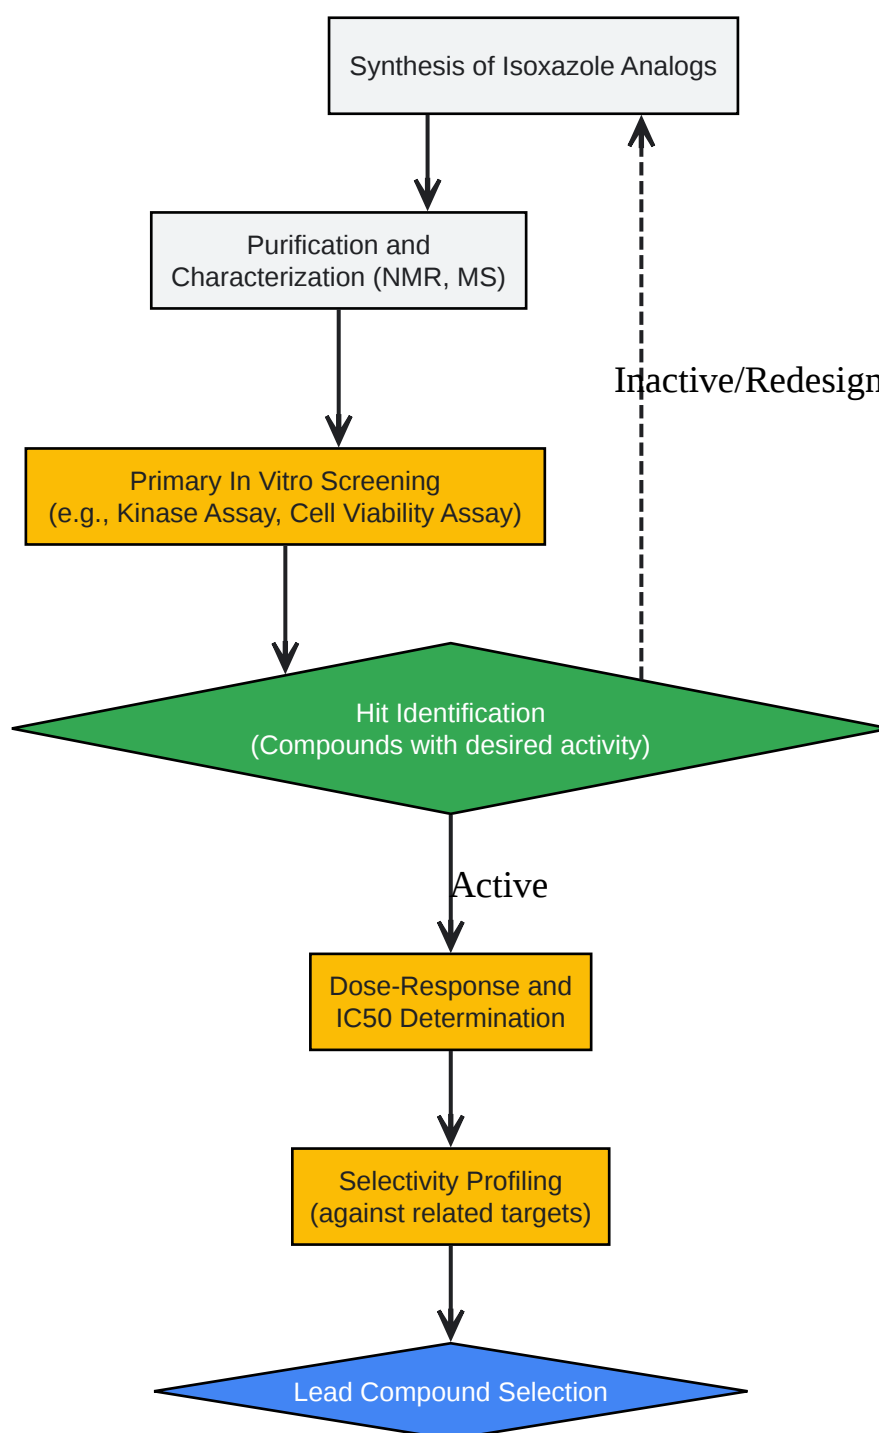 Synthesis of Isoxazole Analogs
Purification and
Characterization (NMR, MS)
Inactive/Redesign
Primary In Vitro Screening
(e.g., Kinase Assay, Cell Viability Assay)
Hit Identification
(Compounds with desired activity)
Active
Dose-Response and
IC50 Determination
Selectivity Profiling
(against related targets)
Lead Compound Selection